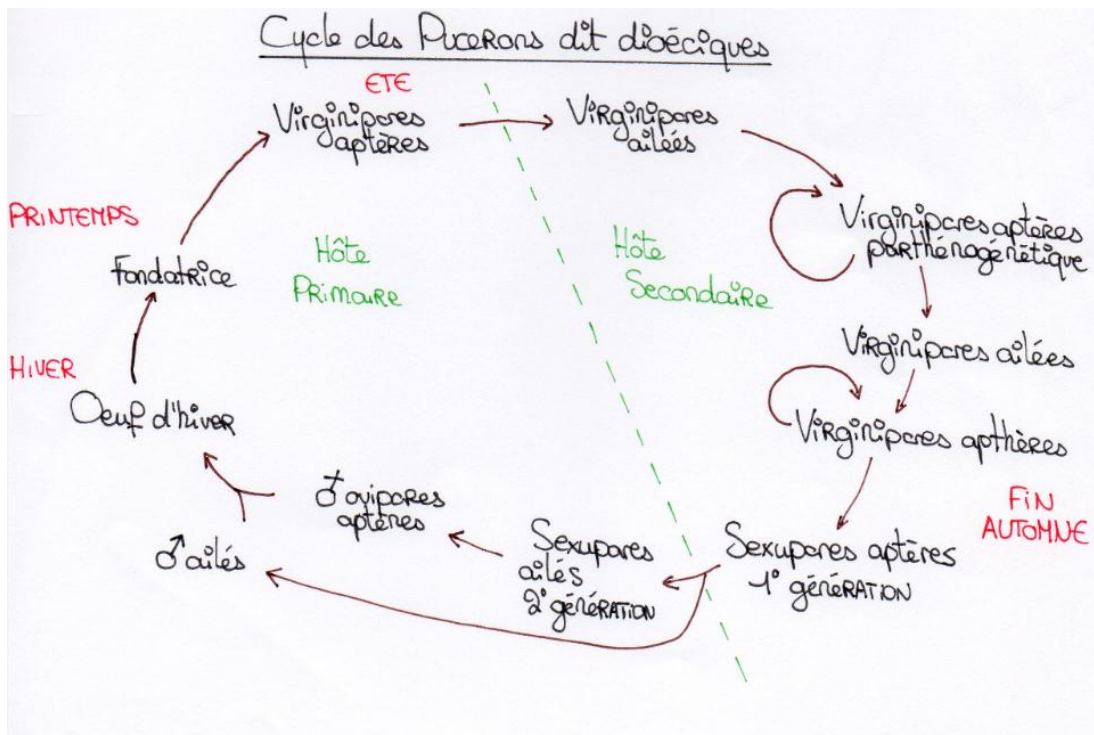 Cycle des Pucerons dit dioéciques
ETE
Virginipares
aptères
Virginipares
ailés
PRINTEMPS
Virginipares aptères
parthénogénétique
Hôte
Primaire
Hôte
Secondaire
Fondatrice
Virginipares ailées
HIVER
Oeuf d'hiver
Virginipares apthères
♂ ovipares
aptères
FIN
AUTOMNE
♂ ailés
Sexupares
ailés
2° génération
Sexupares aptères
1° génération